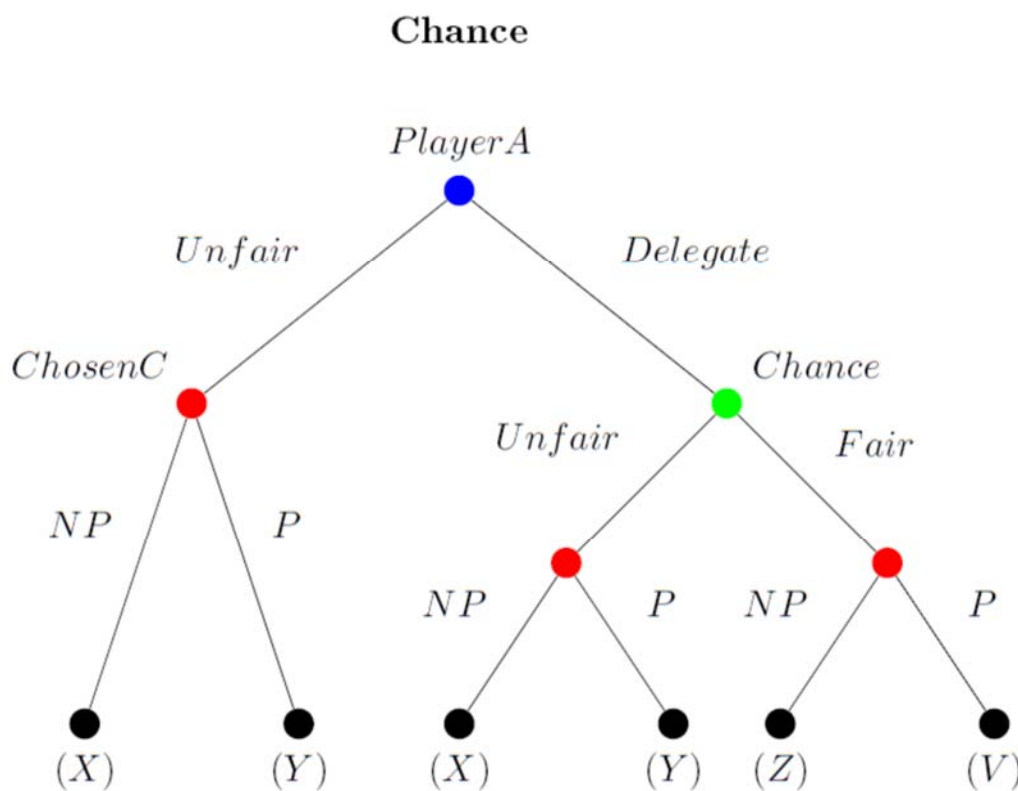 Chance
PlayerA
Unfair
Delegate
ChosenC
Chance
Unfair
Fair
NP
P
NP
P
NP
P
(X)
(Y)
(X)
(Y)
(Z)
(V)